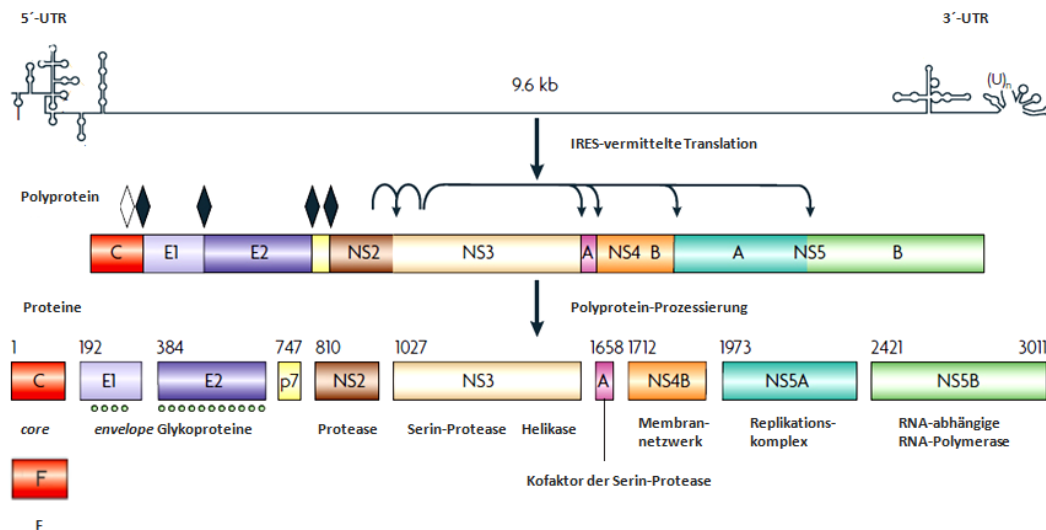 5´-UTR 3´-UTR
9.6 kb
(U)n
IRES-vermittelte Translation
Polyprotein
C E1 E2 NS2 NS3 A NS4 B A NS5 B
Proteine
Polyprotein-Prozessierung
1 192 384 747 810 1027 1658 1712 1973 2421 3011
C E1 E2 p7 NS2 NS3 A NS4B NS5A NS5B
core envelope Glykoproteine Protease Serin-Protease Helikase
Membran-
netzwerk
Replikations-
komplex
RNA-abhängige
RNA-Polymerase
Kofaktor der Serin-Protease
F
F